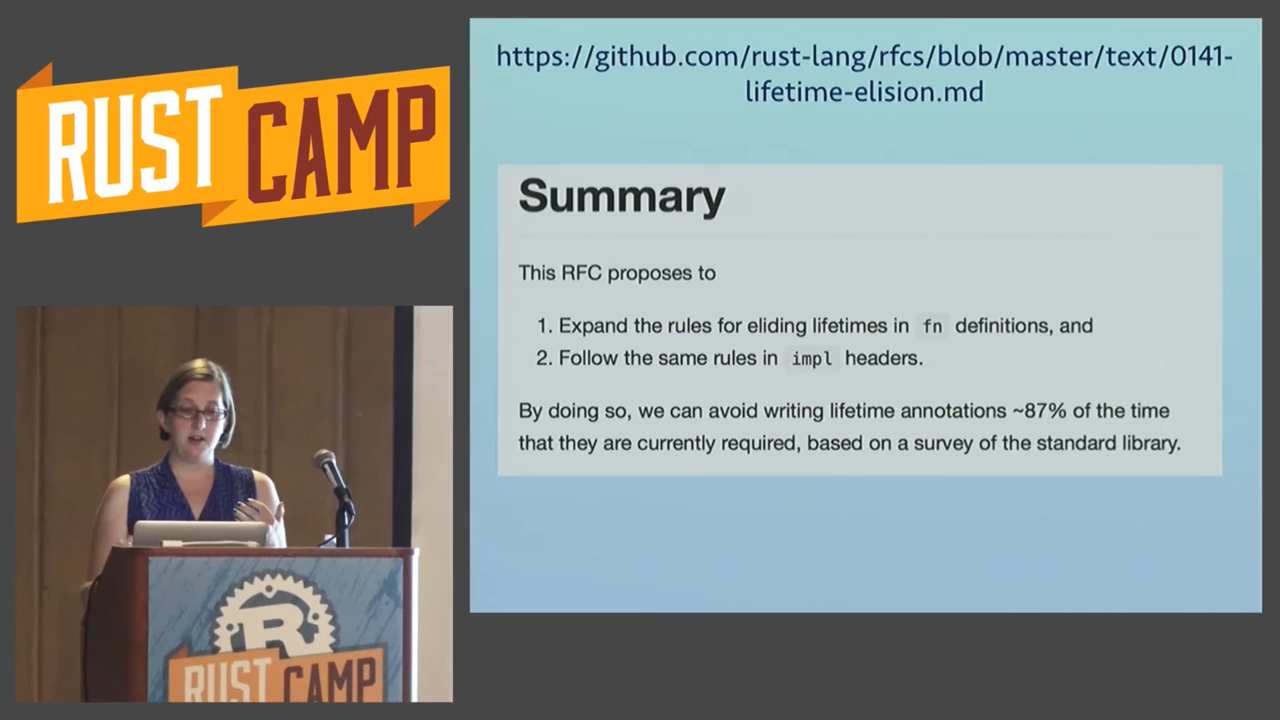 RUST CAMP
https://github.com/rust-lang/rfcs/blob/master/text/0141-
lifetime-elision.md
Summary
This RFC proposes to
1. Expand the rules for eliding lifetimes in fn definitions, and
2. Follow the same rules in impl headers.
By doing so, we can avoid writing lifetime annotations ~87% of the time
that they are currently required, based on a survey of the standard library.
R
RUST CAMP